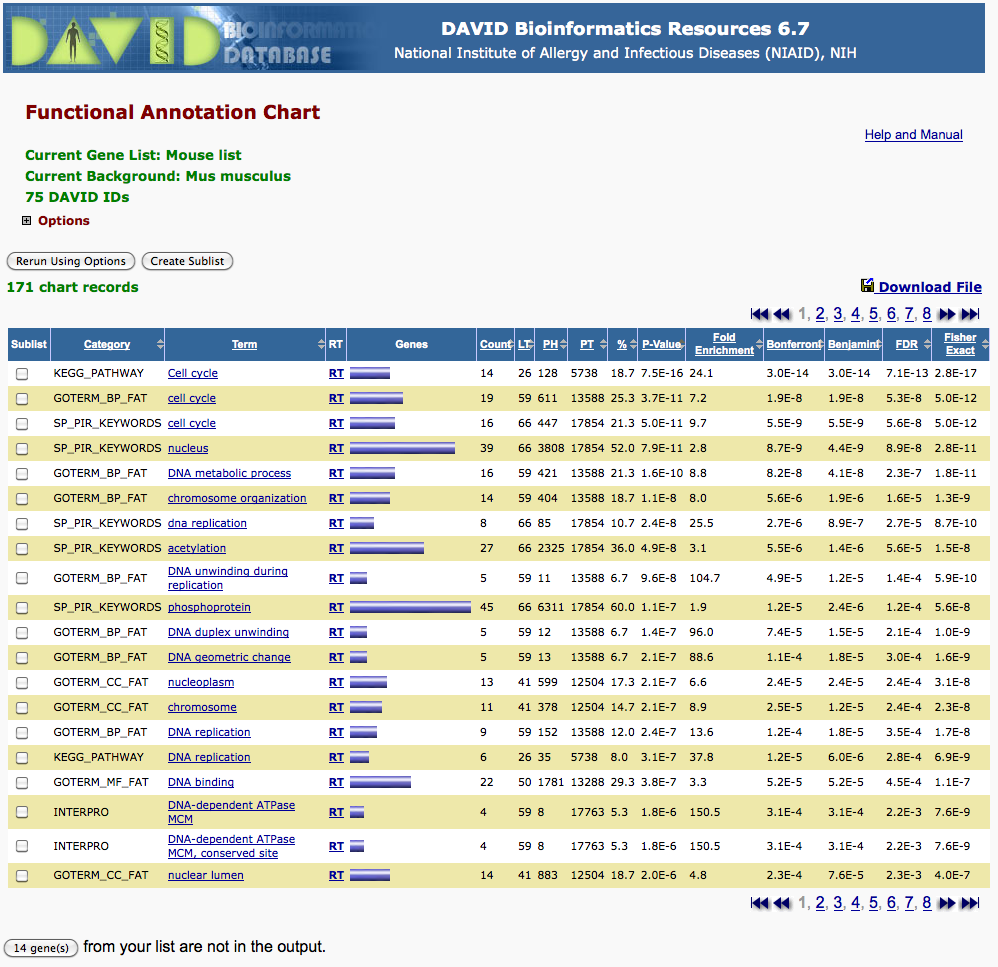 DAVID BIOINFORMATICS DATABASE
DAVID Bioinformatics Resources 6.7
National Institute of Allergy and Infectious Diseases (NIAID), NIH
Functional Annotation Chart
Help and Manual
Current Gene List: Mouse list
Current Background: Mus musculus
75 DAVID IDs
Options
Rerun Using Options Create Sublist
171 chart records
Download File
1, 2, 3, 4, 5, 6, 7, 8
Sublist Category Term RT Genes Count LT PH PT % P-Value Fold Enrichment Bonferroni Benjamini FDR Fisher Exact
KEGG_PATHWAY Cell cycle RT 14 26 128 5738 18.7 7.5E-16 24.1 3.0E-14 3.0E-14 7.1E-13 2.8E-17
GOTERM_BP_FAT cell cycle RT 19 59 611 13588 25.3 3.7E-11 7.2 1.9E-8 1.9E-8 5.3E-8 5.0E-12
SP_PIR_KEYWORDS cell cycle RT 16 66 447 17854 21.3 5.0E-11 9.7 5.5E-9 5.5E-9 5.6E-8 5.0E-12
SP_PIR_KEYWORDS nucleus RT 39 66 3808 17854 52.0 7.9E-11 2.8 8.7E-9 4.4E-9 8.9E-8 2.8E-11
GOTERM_BP_FAT DNA metabolic process RT 16 59 421 13588 21.3 1.6E-10 8.8 8.2E-8 4.1E-8 2.3E-7 1.8E-11
GOTERM_BP_FAT chromosome organization RT 14 59 404 13588 18.7 1.1E-8 8.0 5.6E-6 1.9E-6 1.6E-5 1.3E-9
SP_PIR_KEYWORDS dna replication RT 8 66 85 17854 10.7 2.4E-8 25.5 2.7E-6 8.9E-7 2.7E-5 8.7E-10
SP_PIR_KEYWORDS acetylation RT 27 66 2325 17854 36.0 4.9E-8 3.1 5.5E-6 1.4E-6 5.6E-5 1.5E-8
GOTERM_BP_FAT DNA unwinding during replication RT 5 59 11 13588 6.7 9.6E-8 104.7 4.9E-5 1.2E-5 1.4E-4 5.9E-10
SP_PIR_KEYWORDS phosphoprotein RT 45 66 6311 17854 60.0 1.1E-7 1.9 1.2E-5 2.4E-6 1.2E-4 5.6E-8
GOTERM_BP_FAT DNA duplex unwinding RT 5 59 12 13588 6.7 1.4E-7 96.0 7.4E-5 1.5E-5 2.1E-4 1.0E-9
GOTERM_BP_FAT DNA geometric change RT 5 59 13 13588 6.7 2.1E-7 88.6 1.1E-4 1.8E-5 3.0E-4 1.6E-9
GOTERM_CC_FAT nucleoplasm RT 13 41 599 12504 17.3 2.1E-7 6.6 2.4E-5 2.4E-5 2.4E-4 3.1E-8
GOTERM_CC_FAT chromosome RT 11 41 378 12504 14.7 2.1E-7 8.9 2.5E-5 1.2E-5 2.4E-4 2.3E-8
GOTERM_BP_FAT DNA replication RT 9 59 152 13588 12.0 2.4E-7 13.6 1.2E-4 1.8E-5 3.5E-4 1.7E-8
KEGG_PATHWAY DNA replication RT 6 26 35 5738 8.0 3.1E-7 37.8 1.2E-5 6.0E-6 2.8E-4 6.9E-9
GOTERM_MF_FAT DNA binding RT 22 50 1781 13288 29.3 3.8E-7 3.3 5.2E-5 5.2E-5 4.5E-4 1.1E-7
INTERPRO DNA-dependent ATPase MCM RT 4 59 8 17763 5.3 1.8E-6 150.5 3.1E-4 3.1E-4 2.2E-3 7.6E-9
INTERPRO DNA-dependent ATPase MCM, conserved site RT 4 59 8 17763 5.3 1.8E-6 150.5 3.1E-4 3.1E-4 2.2E-3 7.6E-9
GOTERM_CC_FAT nuclear lumen RT 14 41 883 12504 18.7 2.0E-6 4.8 2.3E-4 7.6E-5 2.3E-3 4.0E-7
1, 2, 3, 4, 5, 6, 7, 8
14 gene(s) from your list are not in the output.